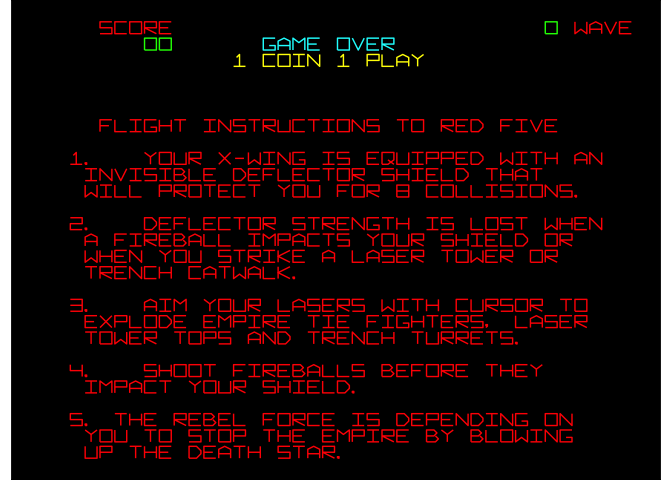 SCORE 0 WAVE
00 GAME OVER
1 COIN 1 PLAY
FLIGHT INSTRUCTIONS TO RED FIVE
1. YOUR X-WING IS EQUIPPED WITH AN
INVISIBLE DEFLECTOR SHIELD THAT
WILL PROTECT YOU FOR 8 COLLISIONS.
2. DEFLECTOR STRENGTH IS LOST WHEN
A FIREBALL IMPACTS YOUR SHIELD OR
WHEN YOU STRIKE A LASER TOWER OR
TRENCH CATWALK.
3. AIM YOUR LASERS WITH CURSOR TO
EXPLODE EMPIRE TIE FIGHTERS, LASER
TOWER TOPS AND TRENCH TURRETS.
4. SHOOT FIREBALLS BEFORE THEY
IMPACT YOUR SHIELD.
5. THE REBEL FORCE IS DEPENDING ON
YOU TO STOP THE EMPIRE BY BLOWING
UP THE DEATH STAR.